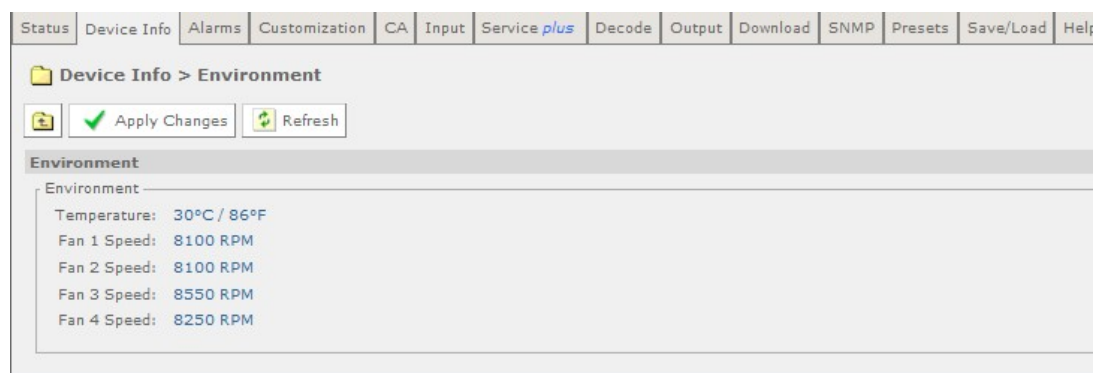 Status Device Info Alarms Customization CA Input Service plus Decode Output Download SNMP Presets Save/Load Help
Device Info > Environment
Apply Changes Refresh
Environment
Environment
Temperature: 30°C / 86°F
Fan 1 Speed: 8100 RPM
Fan 2 Speed: 8100 RPM
Fan 3 Speed: 8550 RPM
Fan 4 Speed: 8250 RPM